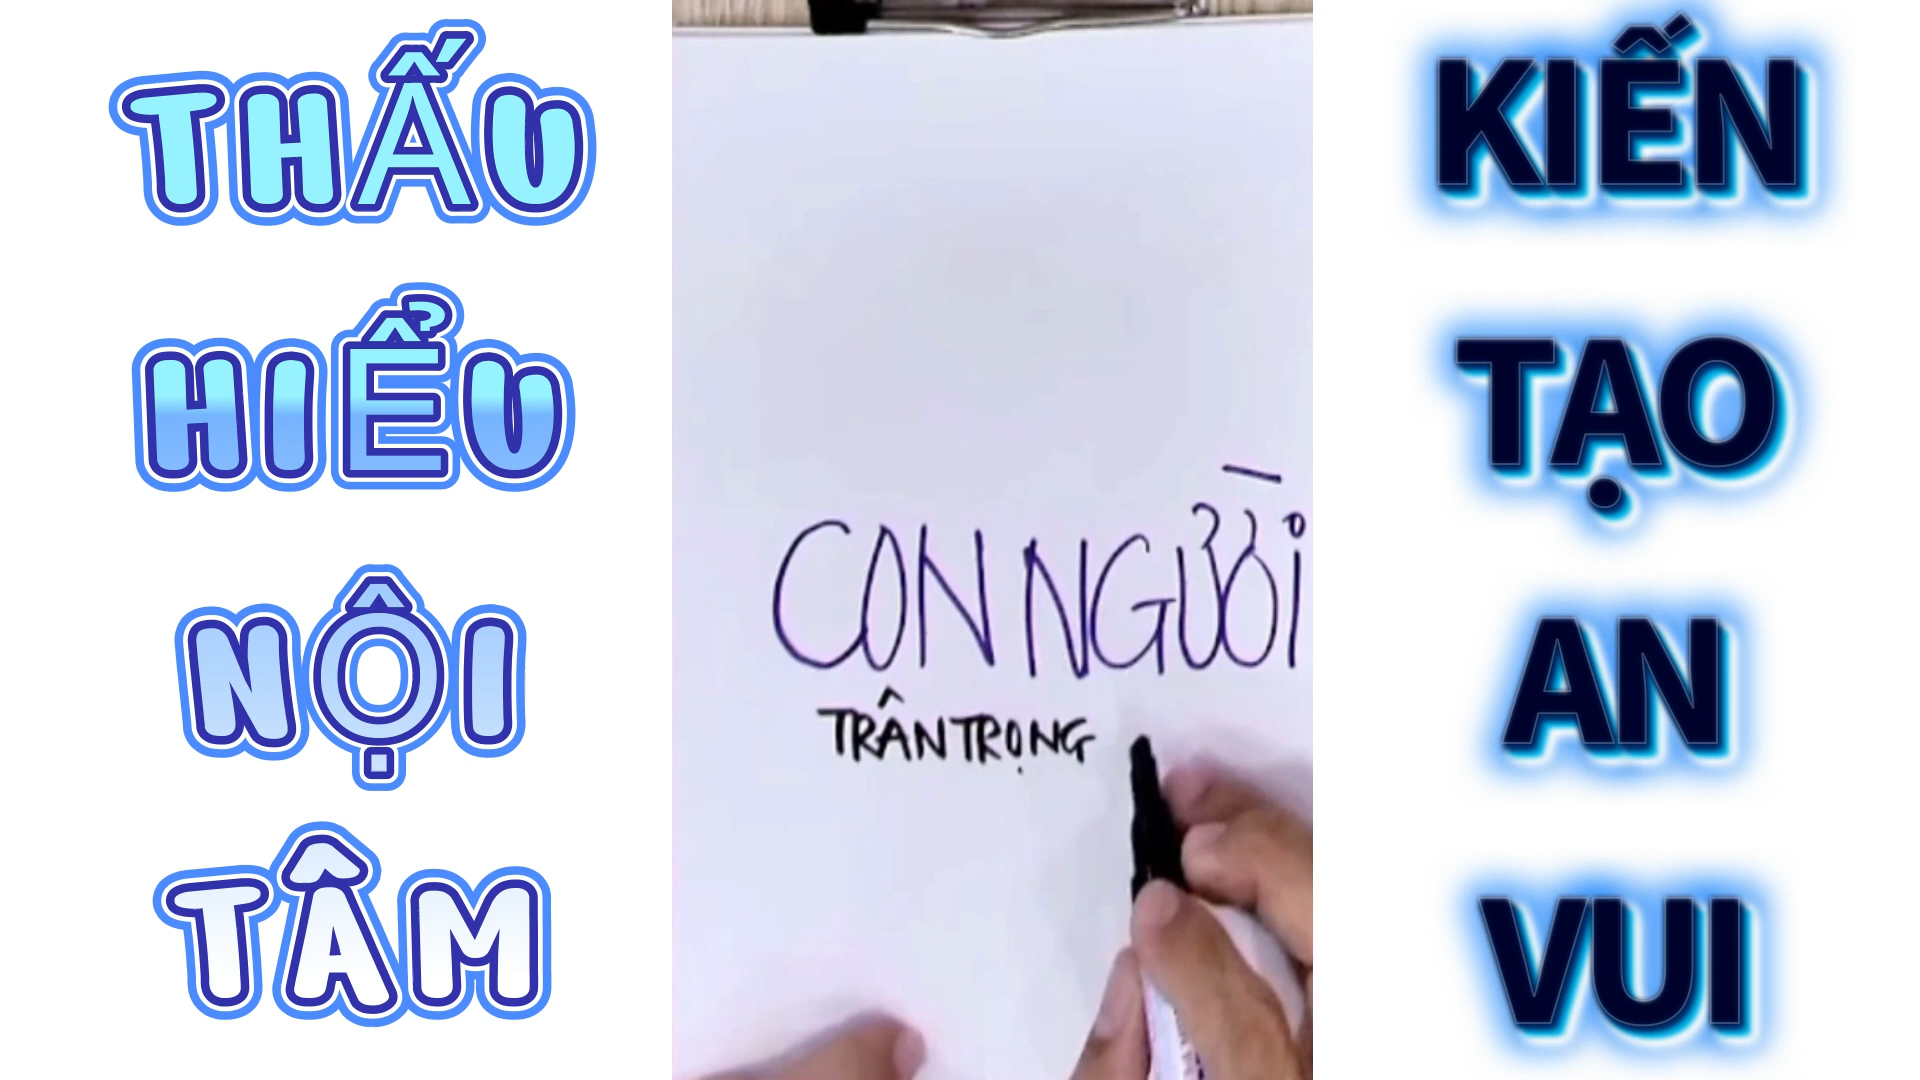 THẤU
HIỂU
NỘI
TÂM
CON NGƯỜI
TRÂN TRỌNG
KIẾN
TẠO
AN
VUI